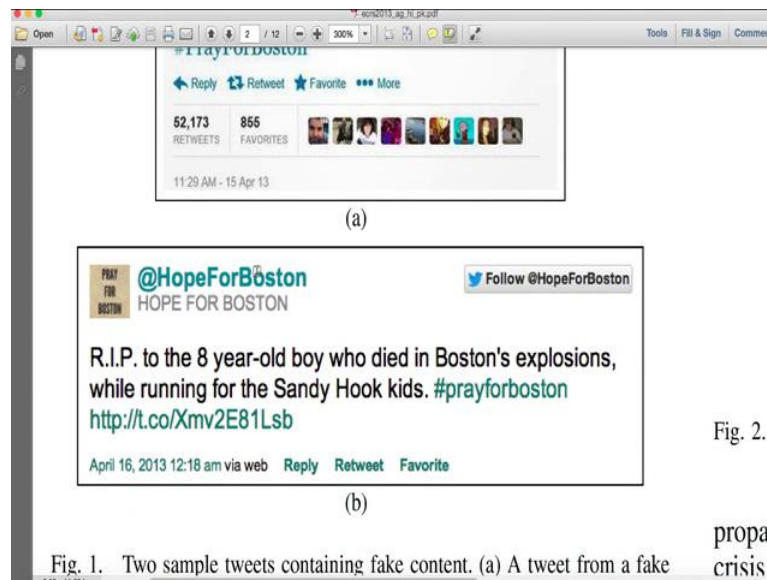 ecrs2013_ag_hl_pk.pdf
Open 2 / 12 300% Tools Fill & Sign Commen
#PrayForBoston
Reply Retweet Favorite More
52,173 855
RETWEETS FAVORITES
11:29 AM - 15 Apr 13
(a)
PRAY
FOR
BOSTON
@HopeForBoston
HOPE FOR BOSTON
Follow @HopeForBoston
R.I.P. to the 8 year-old boy who died in Boston's explosions,
while running for the Sandy Hook kids. #prayforboston
http://t.co/Xmv2E81Lsb
April 16, 2013 12:18 am via web Reply Retweet Favorite
(b)
Fig. 2.
propa
Fig. 1. Two sample tweets containing fake content. (a) A tweet from a fake
crisis